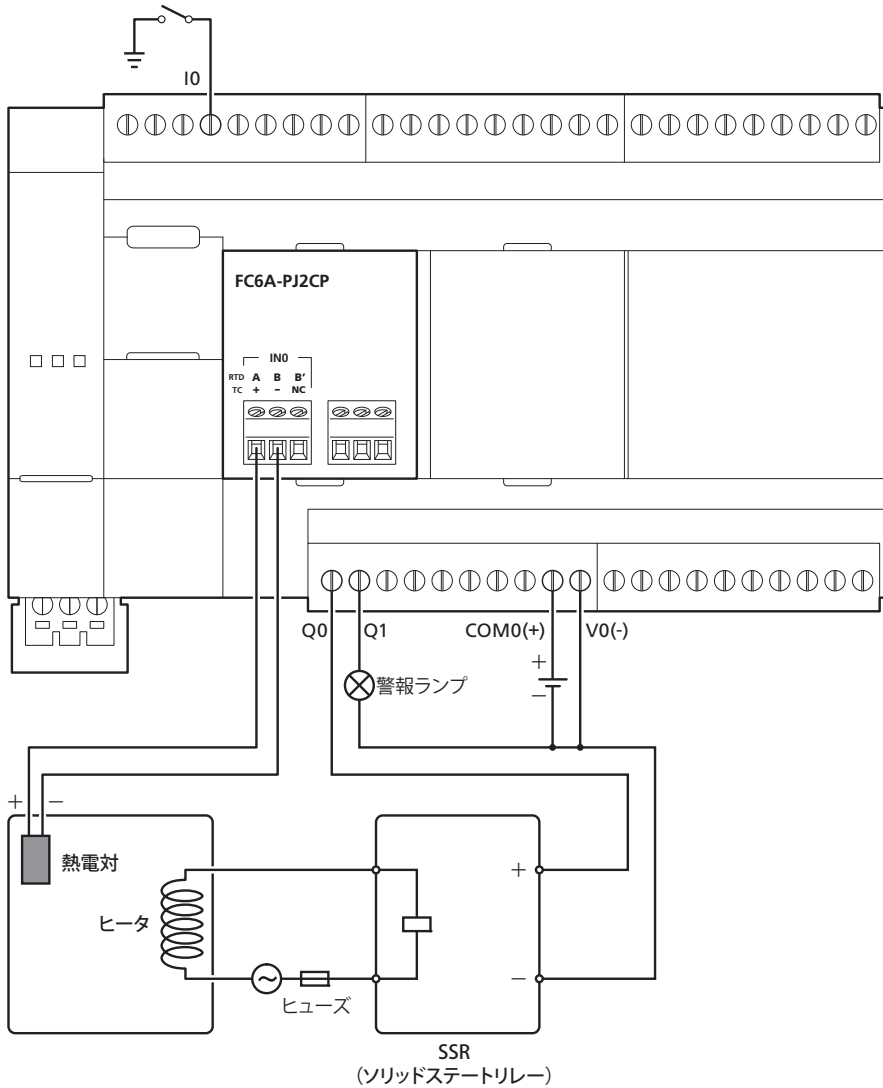 I0
FC6A-PJ2CP
IN0
RTD A B B'
TC + − NC
Q0 Q1 COM0(+) V0(-)
+
−
警報ランプ
+ −
熱電対
ヒータ
ヒューズ
+
−
SSR
（ソリッドステートリレー）